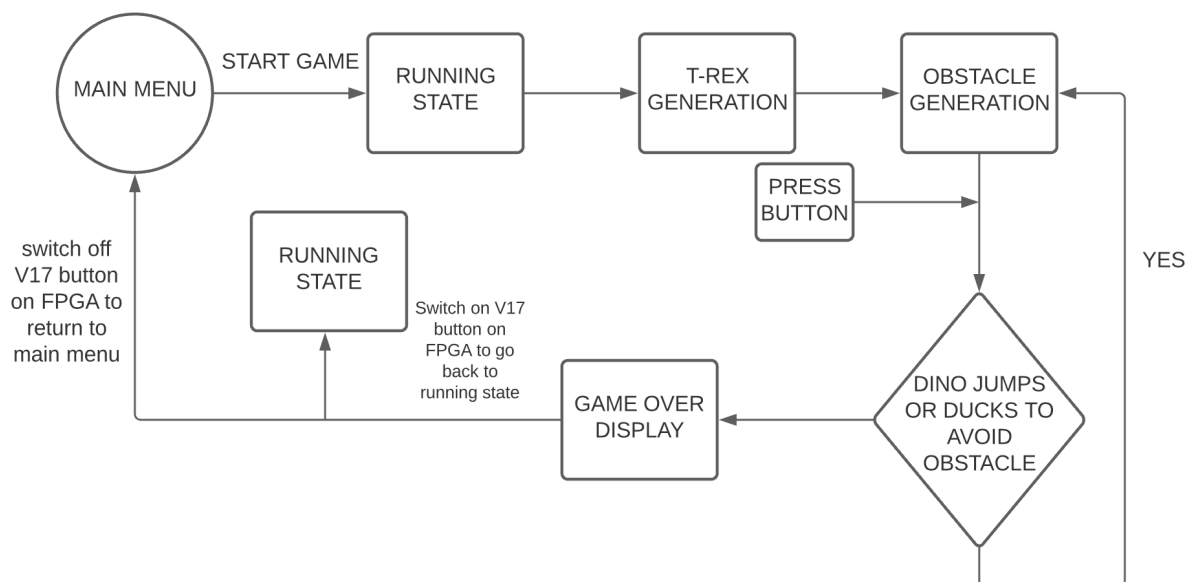 MAIN MENU
START GAME
RUNNING
STATE
T-REX
GENERATION
OBSTACLE
GENERATION
PRESS
BUTTON
YES
switch off
V17 button
on FPGA to
return to
main menu
RUNNING
STATE
Switch on V17
button on
FPGA to go
back to
running state
GAME OVER
DISPLAY
DINO JUMPS
OR DUCKS TO
AVOID
OBSTACLE